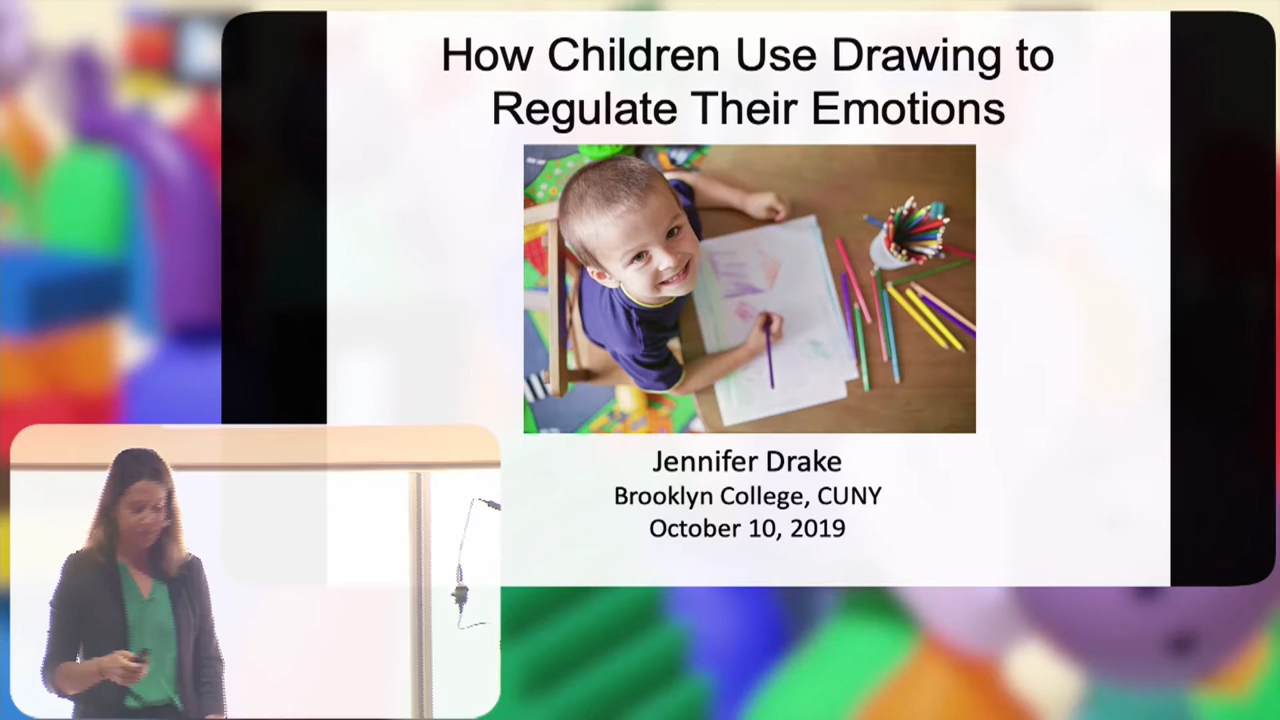 How Children Use Drawing to
Regulate Their Emotions
Jennifer Drake
Brooklyn College, CUNY
October 10, 2019